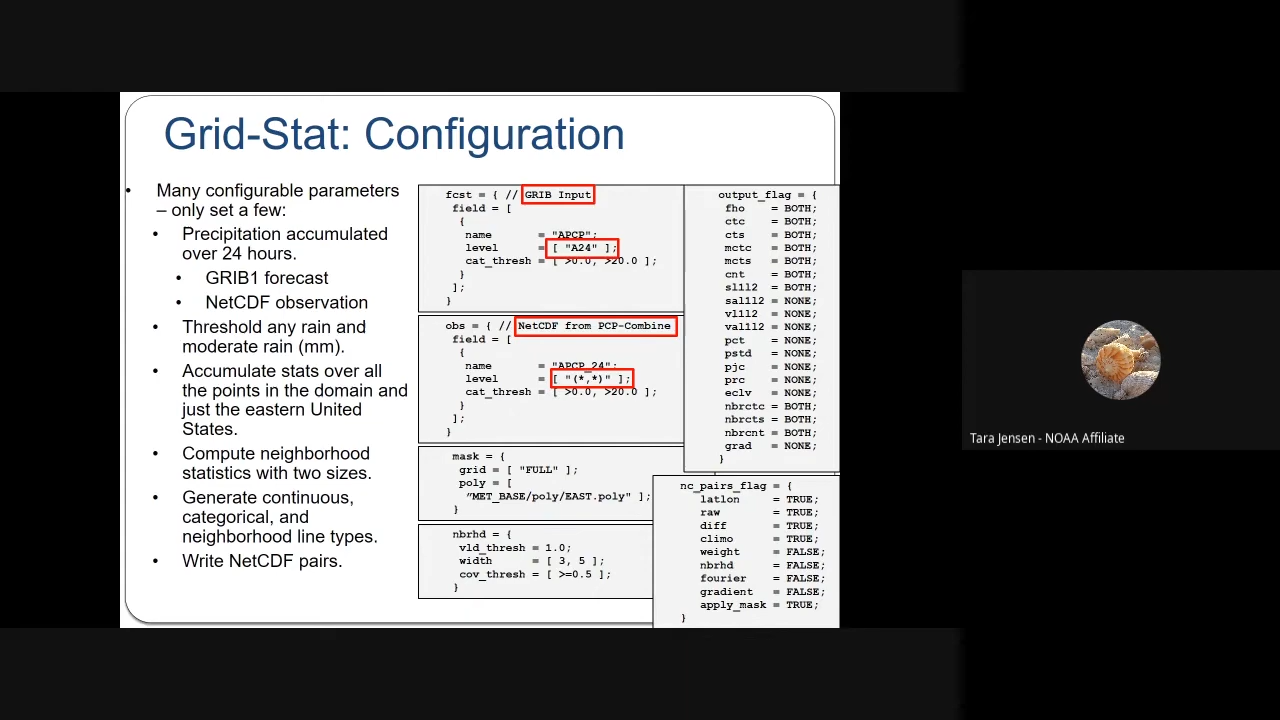 Grid-Stat: Configuration
• Many configurable parameters
– only set a few:
• Precipitation accumulated
over 24 hours.
• GRIB1 forecast
• NetCDF observation
• Threshold any rain and
moderate rain (mm).
• Accumulate stats over all
the points in the domain and
just the eastern United
States.
• Compute neighborhood
statistics with two sizes.
• Generate continuous,
categorical, and
neighborhood line types.
• Write NetCDF pairs.
fcst = { // GRIB Input
field = [
{
name = "APCP";
level = [ "A24" ];
cat_thresh = [ >0.0, >20.0 ];
}
];
}
obs = { // NetCDF from PCP-Combine
field = [
{
name = "APCP_24";
level = [ "(*,*)" ];
cat_thresh = [ >0.0, >20.0 ];
}
];
}
mask = {
grid = [ "FULL" ];
poly = [
”MET_BASE/poly/EAST.poly" ];
}
nbrhd = {
vld_thresh = 1.0;
width = [ 3, 5 ];
cov_thresh = [ >=0.5 ];
}
output_flag = {
fho = BOTH;
ctc = BOTH;
cts = BOTH;
mctc = BOTH;
mcts = BOTH;
cnt = BOTH;
sl1l2 = BOTH;
sal1l2 = NONE;
vl1l2 = NONE;
val1l2 = NONE;
pct = NONE;
pstd = NONE;
pjc = NONE;
prc = NONE;
eclv = NONE;
nbrctc = BOTH;
nbrcts = BOTH;
nbrcnt = BOTH;
grad = NONE;
}
nc_pairs_flag = {
latlon = TRUE;
raw = TRUE;
diff = TRUE;
climo = TRUE;
weight = FALSE;
nbrhd = FALSE;
fourier = FALSE;
gradient = FALSE;
apply_mask = TRUE;
}
Tara Jensen - NOAA Affiliate